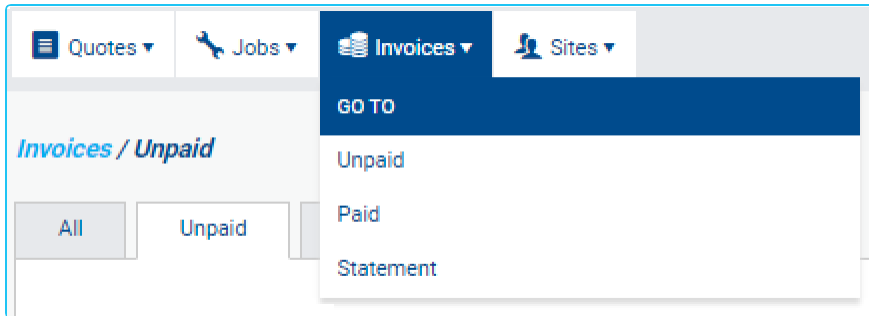 Quotes ▾ Jobs ▾ Invoices ▾ Sites ▾
GO TO
Invoices / Unpaid
Unpaid
Paid
Statement
All Unpaid